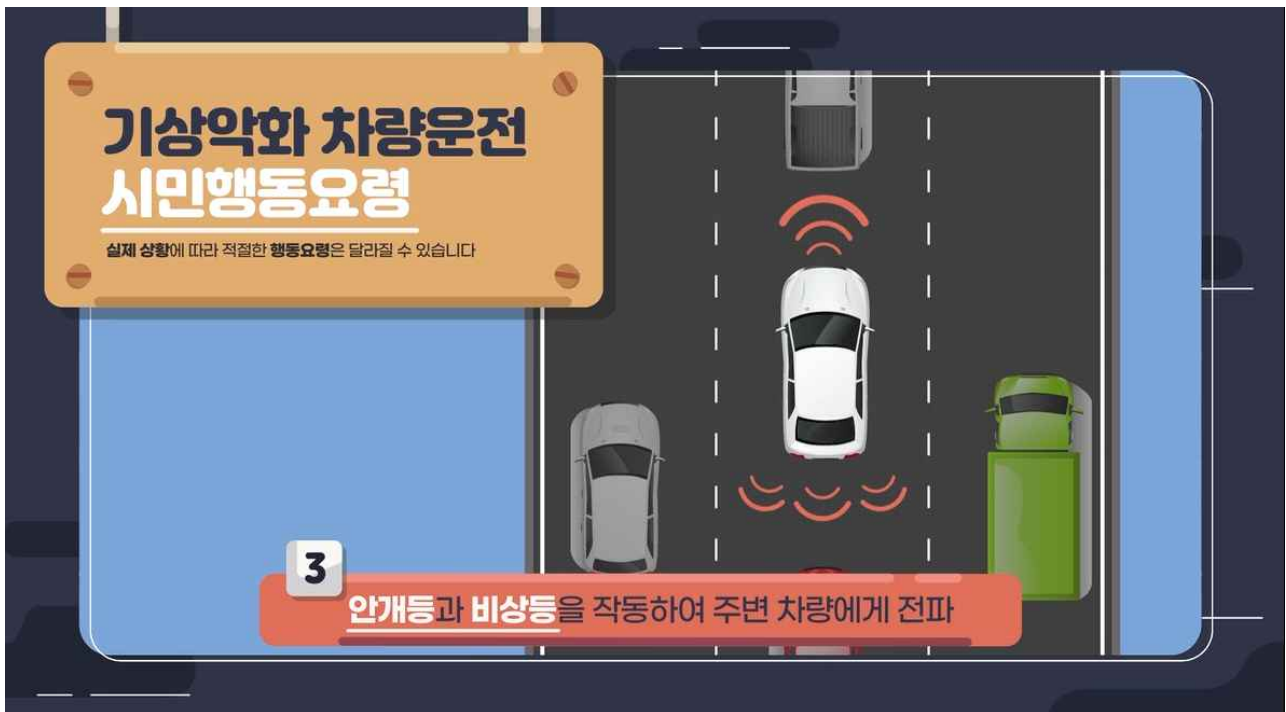 기상악화 차량운전
시민행동요령
실제 상황에 따라 적절한 행동요령은 달라질 수 있습니다
3
안개등과 비상등을 작동하여 주변 차량에게 전파